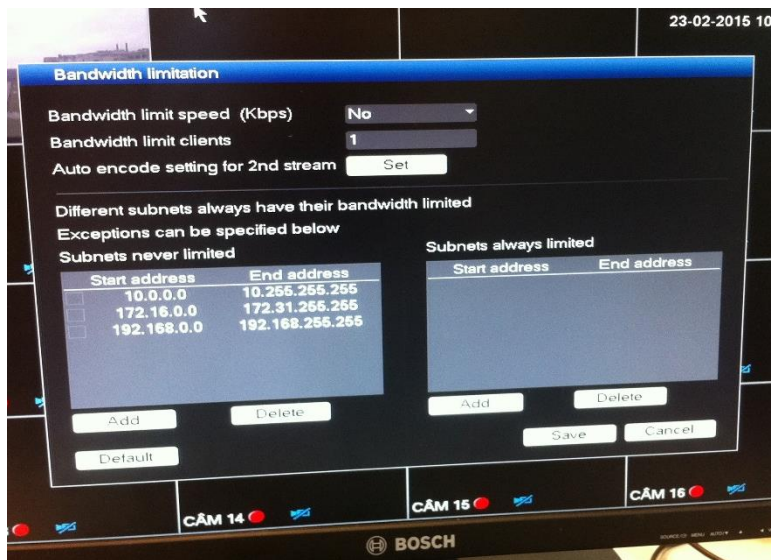 23-02-2015 10
Bandwidth limitation
Bandwidth limit speed (Kbps) No
Bandwidth limit clients 1
Auto encode setting for 2nd stream Set
Different subnets always have their bandwidth limited
Exceptions can be specified below
Subnets never limited
Start address End address
10.0.0.0 10.255.255.255
172.16.0.0 172.31.255.255
192.168.0.0 192.168.255.255
Add Delete
Default
Subnets always limited
Start address End address
Add Delete
Save Cancel
CÂM 14 CÂM 15 CÂM 16
BOSCH